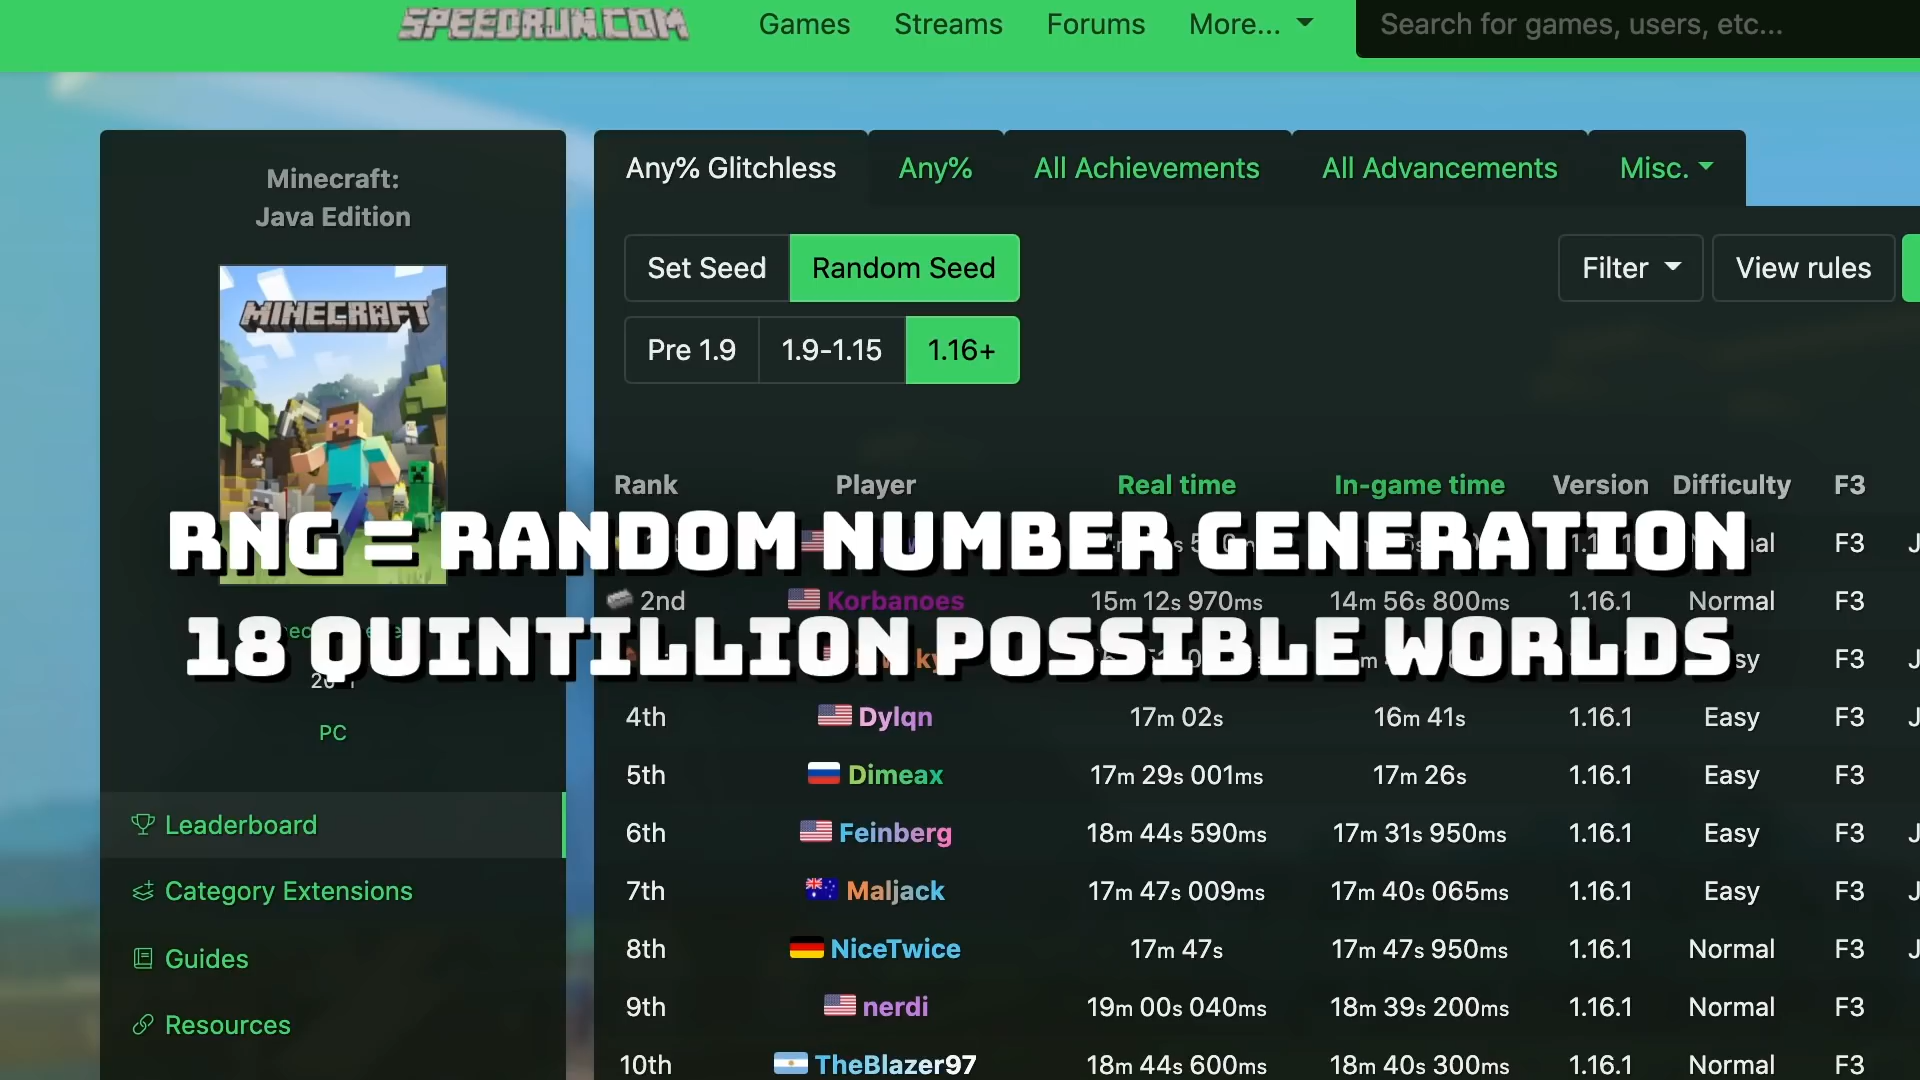 SPEEDRUN.COM Games Streams Forums More... Search for games, users, etc...
Minecraft:
Java Edition
MINECRAFT
PC
Leaderboard
Category Extensions
Guides
Resources
Any% Glitchless Any% All Achievements All Advancements Misc.
Set Seed Random Seed Filter View rules
Pre 1.9 1.9-1.15 1.16+
Rank Player Real time In-game time Version Difficulty F3
RNG = RANDOM NUMBER GENERATION
F3
2nd Korbanoes 15m 12s 970ms 14m 56s 800ms 1.16.1 Normal F3
18 QUINTILLION POSSIBLE WORLDS
F3
4th Dylqn 17m 02s 16m 41s 1.16.1 Easy F3
5th Dimeax 17m 29s 001ms 17m 26s 1.16.1 Easy F3
6th Feinberg 18m 44s 590ms 17m 31s 950ms 1.16.1 Easy F3
7th Maljack 17m 47s 009ms 17m 40s 065ms 1.16.1 Easy F3
8th NiceTwice 17m 47s 17m 47s 950ms 1.16.1 Normal F3
9th nerdi 19m 00s 040ms 18m 39s 200ms 1.16.1 Normal F3
10th TheBlazer97 18m 44s 600ms 18m 40s 300ms 1.16.1 Normal F3